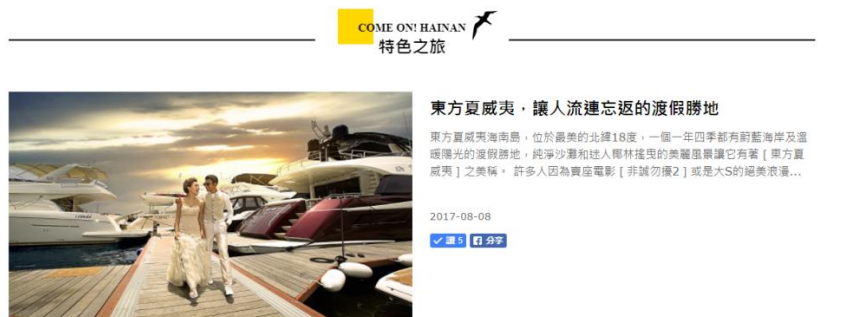 COME ON! HAINAN
特色之旅
東方夏威夷，讓人流連忘返的渡假勝地
東方夏威夷海南島，位於最美的北緯18度，一個一年四季都有蔚藍海岸及溫
暖陽光的渡假勝地，純淨沙灘和迷人椰林搖曳的美麗風景讓它有著 [ 東方夏
威夷 ] 之美稱。 許多人因為賣座電影 [ 非誠勿擾2 ] 或是大S的絕美浪漫...
2017-08-08
讚 5 分享